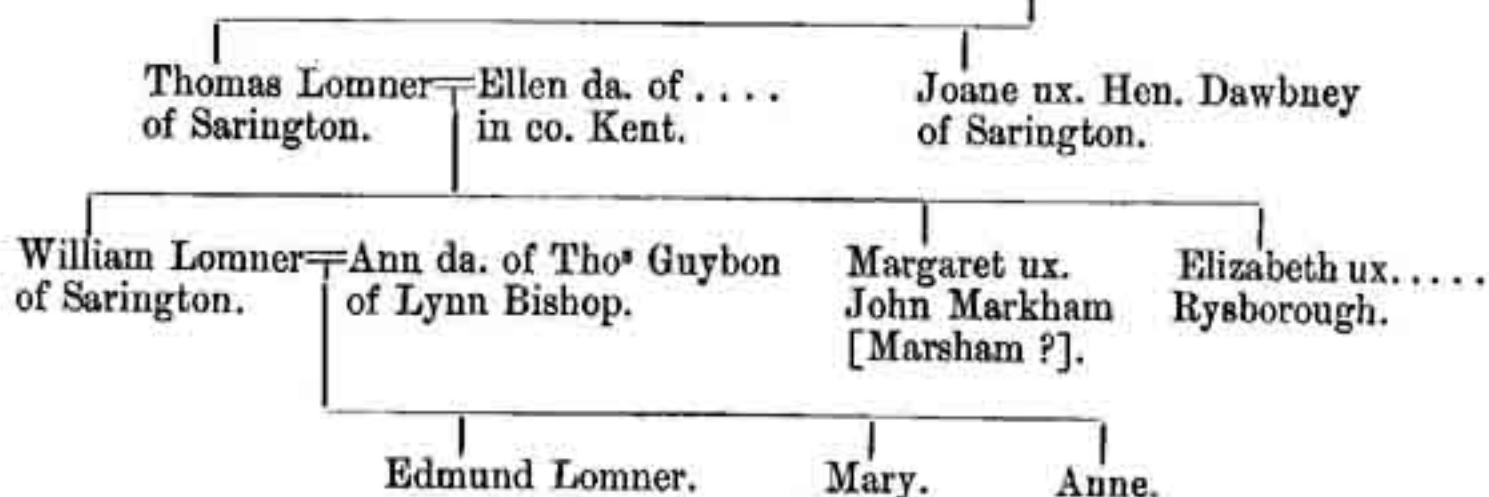 Thomas Lomner
of Sarington.
Ellen da. of . . . .
in co. Kent.
Joane ux. Hen. Dawbney
of Sarington.
William Lomner
of Sarington.
Ann da. of Thoˢ Guybon
of Lynn Bishop.
Margaret ux.
John Markham
[Marsham ?].
Elizabeth ux. . . . .
Rysborough.
Edmund Lomner.
Mary.
Anne.